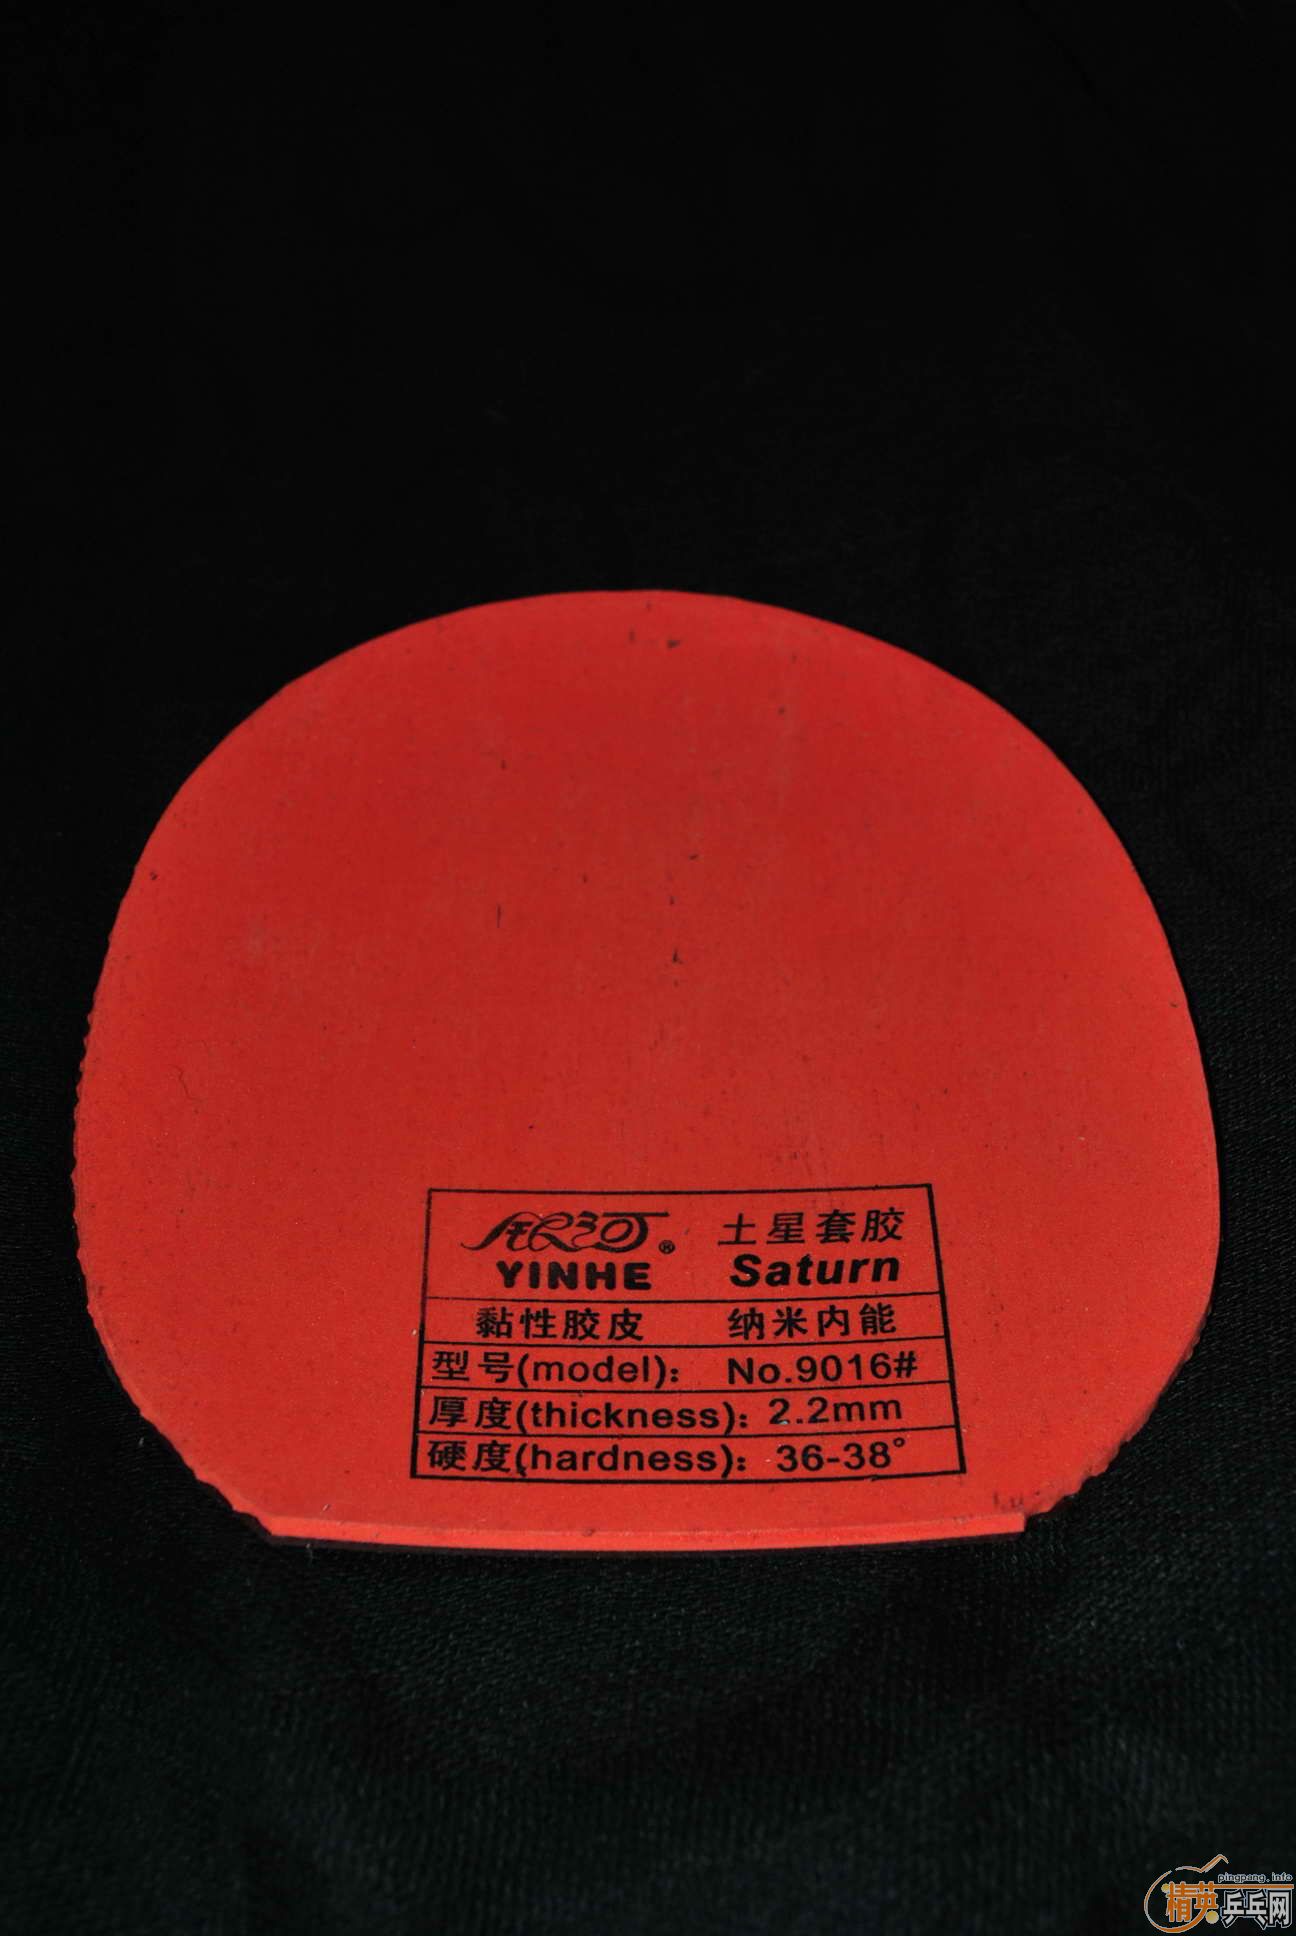 银河®
YINHE
土星套胶
Saturn
黏性胶皮 纳米内能
型号(model): No.9016#
厚度(thickness): 2.2mm
硬度(hardness): 36-38°
pingpang.info
精英乒乓网